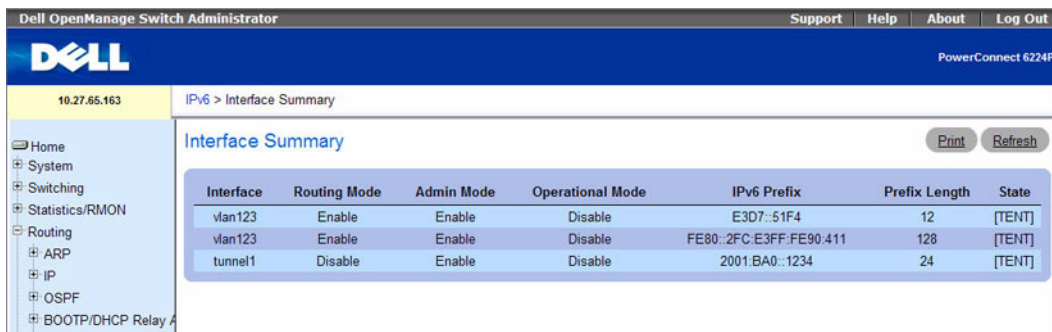 Dell OpenManage Switch Administrator Support Help About Log Out
DELL
PowerConnect 6224P
10.27.65.163
IPv6 > Interface Summary
Home
System
Switching
Statistics/RMON
Routing
ARP
IP
OSPF
BOOTP/DHCP Relay A
Interface Summary
Print Refresh
Interface Routing Mode Admin Mode Operational Mode IPv6 Prefix Prefix Length State
vlan123 Enable Enable Disable E3D7::51F4 12 [TENT]
vlan123 Enable Enable Disable FE80::2FC:E3FF:FE90:411 128 [TENT]
tunnel1 Disable Enable Disable 2001:BA0::1234 24 [TENT]